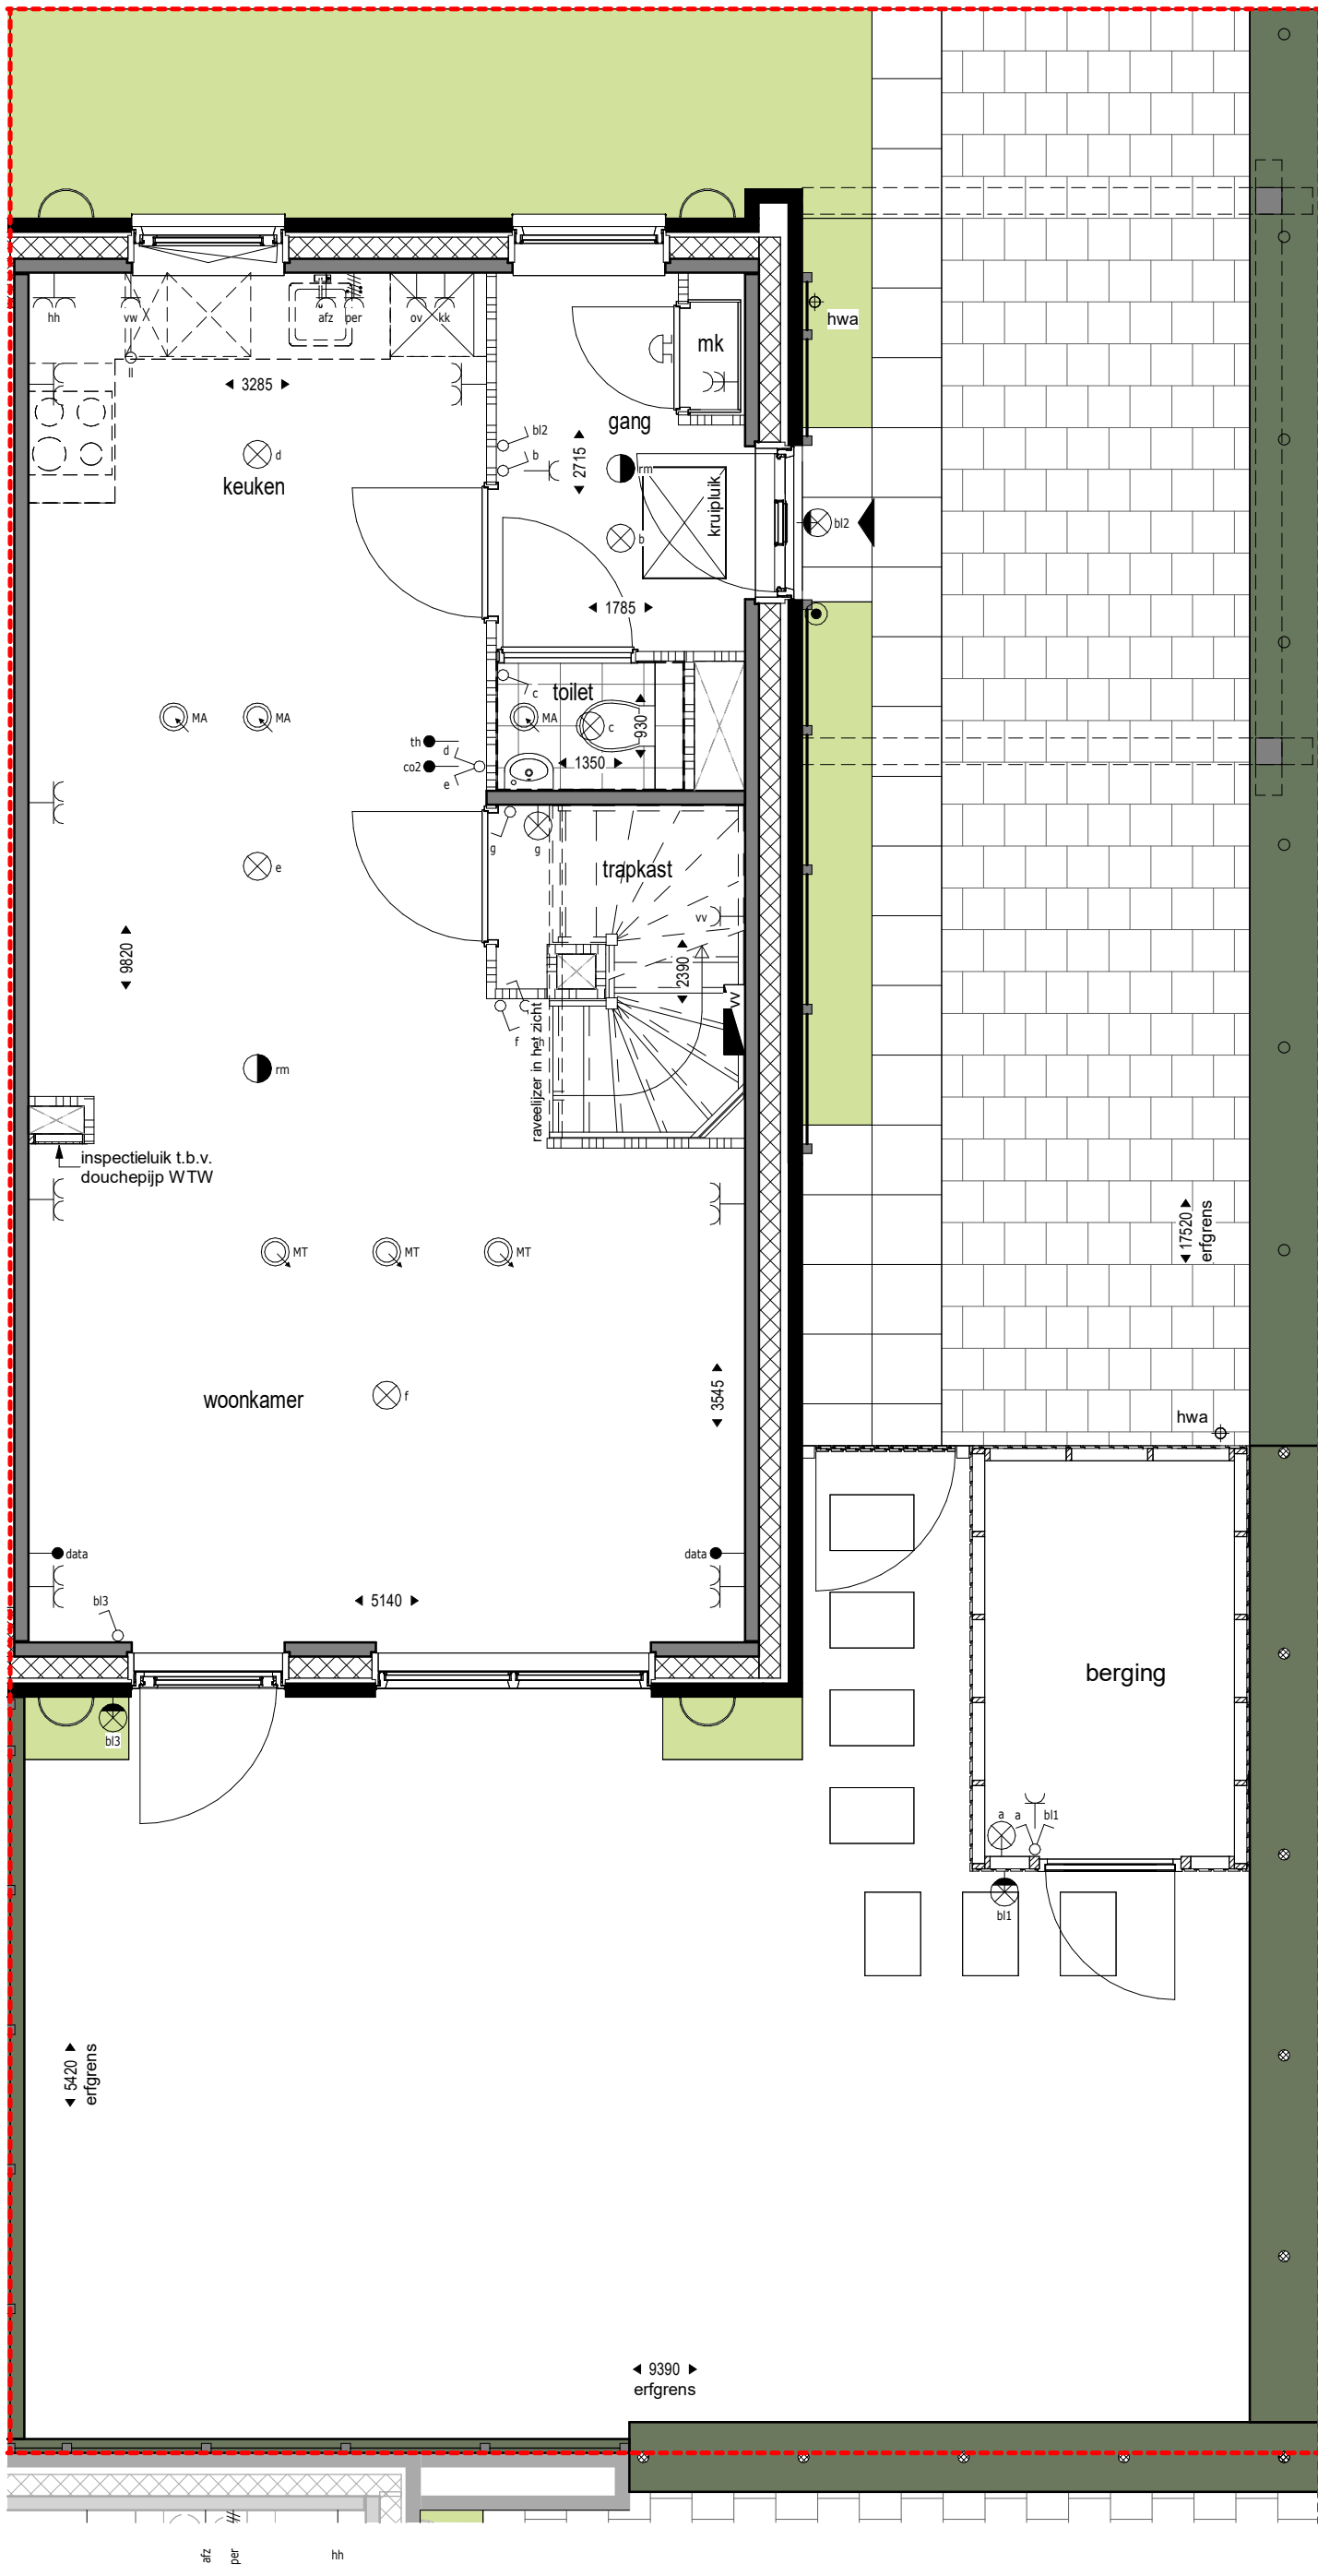 hh
vw
afz
per
ov
kk
hwa
mk
ll
3285
gang
bl2
b
2715
rm
d
keuken
kruipluik
bl2
b
1785
toilet
c
MA
MA
MA
c
930
th
d
co2
e
1350
g
g
trapkast
e
vv
9820
2390
vv
f
h
raveelijzer in het zicht
rm
inspectieluik t.b.v.
douchepijp WTW
17520
erfgrens
MT
MT
MT
woonkamer
f
3545
hwa
data
data
bl3
5140
berging
bl3
a
a
bl1
bl1
5420
erfgrens
9390
erfgrens
afz
per
hh